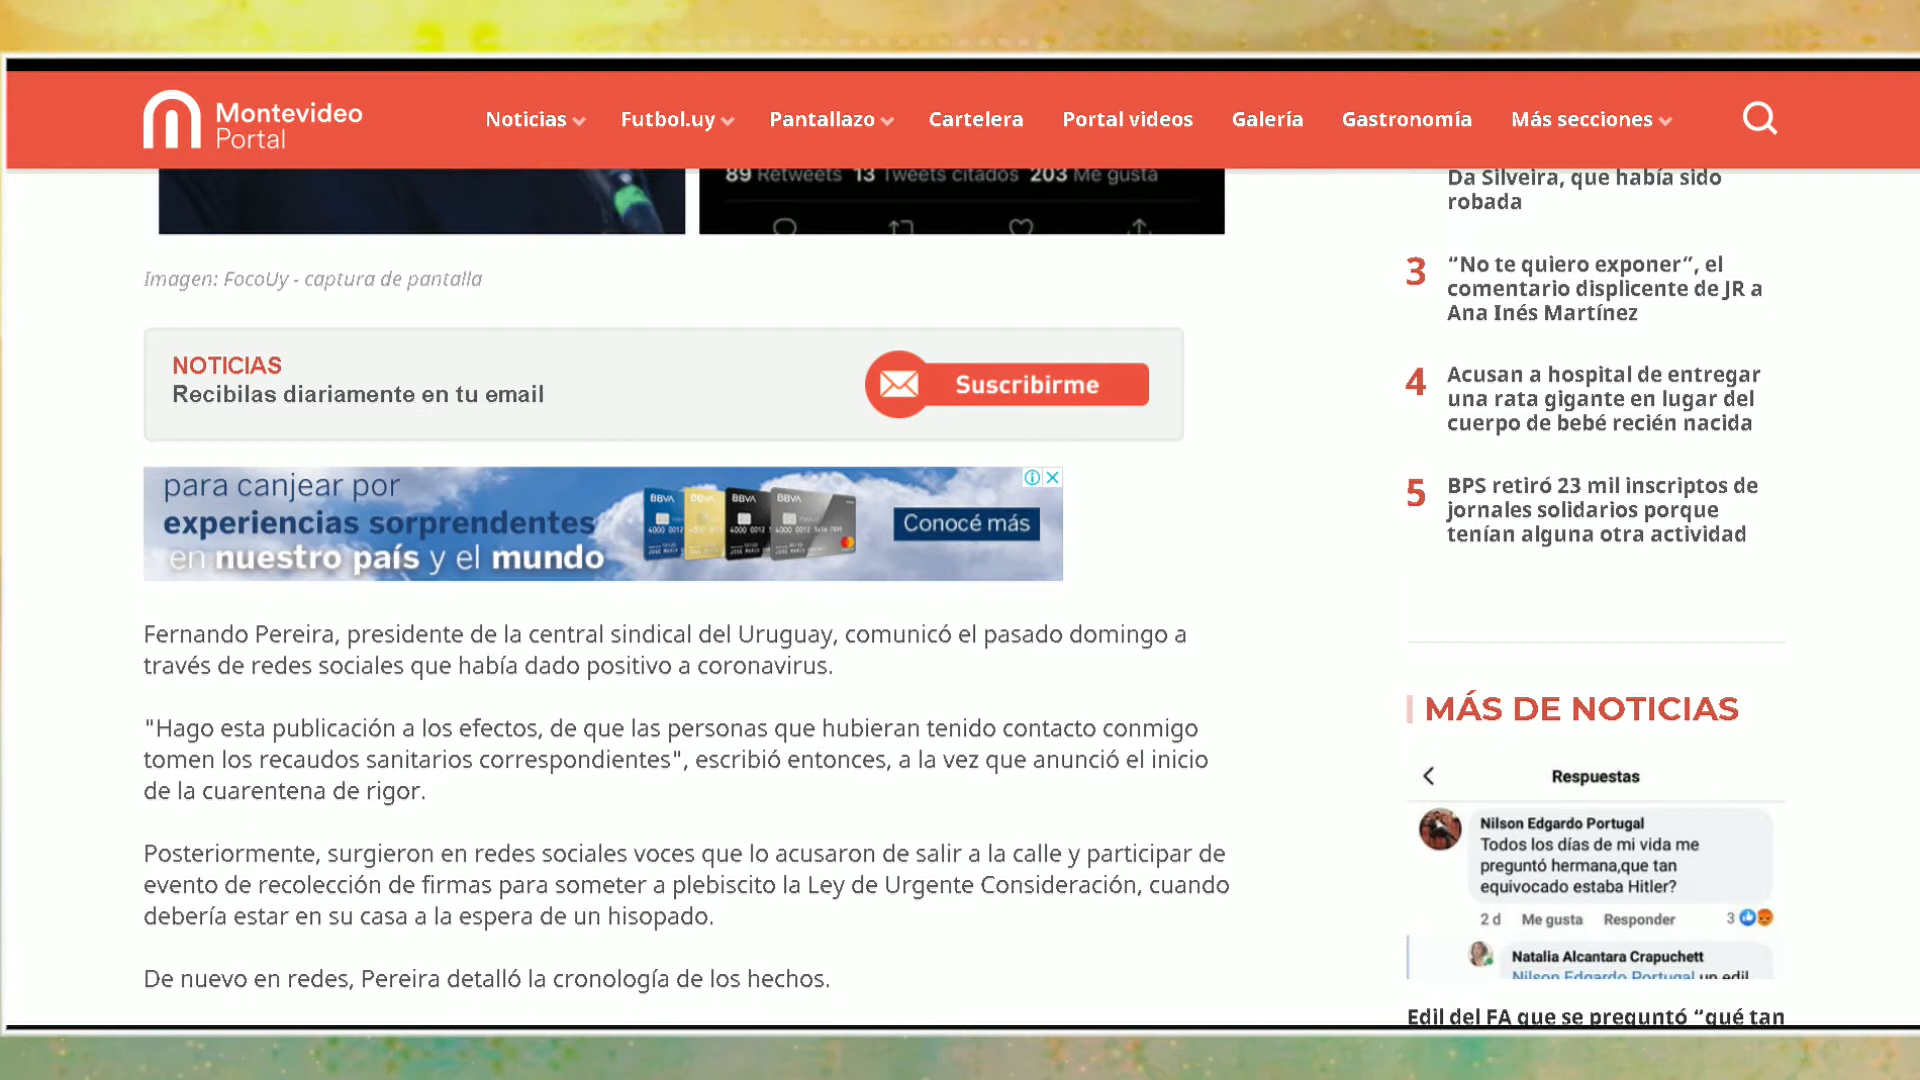 Montevideo
Portal
Noticias
Futbol.uy
Pantallazo
Cartelera
Portal videos
Galería
Gastronomía
Más secciones
89 Retweets 13 Tweets citados 203 Me gusta
Imagen: FocoUy - captura de pantalla
NOTICIAS
Recibilas diariamente en tu email
Suscribirme
para canjear por
experiencias sorprendentes
en nuestro país y el mundo
BBVA BBVA BBVA BBVA
Conocé más
Fernando Pereira, presidente de la central sindical del Uruguay, comunicó el pasado domingo a
través de redes sociales que había dado positivo a coronavirus.
"Hago esta publicación a los efectos, de que las personas que hubieran tenido contacto conmigo
tomen los recaudos sanitarios correspondientes", escribió entonces, a la vez que anunció el inicio
de la cuarentena de rigor.
Posteriormente, surgieron en redes sociales voces que lo acusaron de salir a la calle y participar de
evento de recolección de firmas para someter a plebiscito la Ley de Urgente Consideración, cuando
debería estar en su casa a la espera de un hisopado.
De nuevo en redes, Pereira detalló la cronología de los hechos.
Da Silveira, que había sido
robada
3 “No te quiero exponer”, el
comentario displicente de JR a
Ana Inés Martínez
4 Acusan a hospital de entregar
una rata gigante en lugar del
cuerpo de bebé recién nacida
5 BPS retiró 23 mil inscriptos de
jornales solidarios porque
tenían alguna otra actividad
MÁS DE NOTICIAS
Respuestas
Nilson Edgardo Portugal
Todos los días de mi vida me
preguntó hermana,que tan
equivocado estaba Hitler?
2 d Me gusta Responder 3
Natalia Alcantara Crapuchett
Nilson Edgardo Portugal un edil
Edil del FA que se preguntó “qué tan